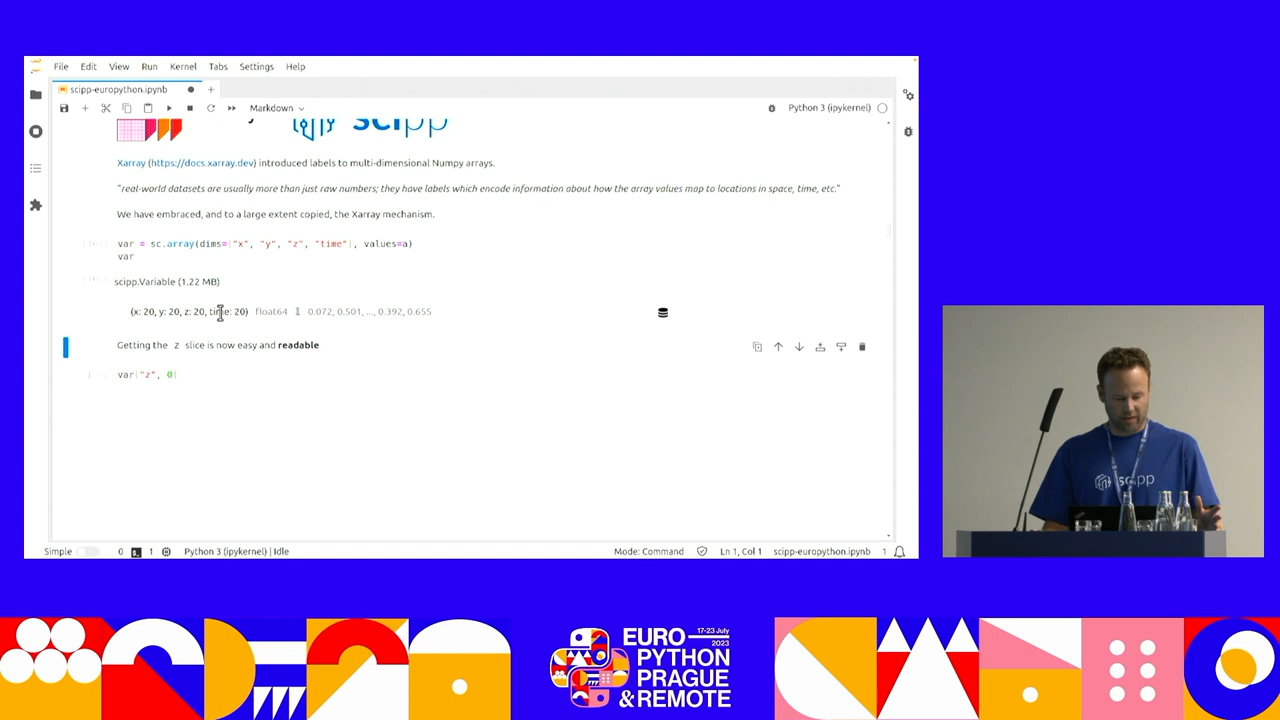 File Edit View Run Kernel Tabs Settings Help
scipp-europython.ipynb
Markdown
Python 3 (ipykernel)
scipp
Xarray (https://docs.xarray.dev) introduced labels to multi-dimensional Numpy arrays.
"real-world datasets are usually more than just raw numbers; they have labels which encode information about how the array values map to locations in space, time, etc."
We have embraced, and to a large extent copied, the Xarray mechanism.
var = sc.array(dims=["x", "y", "z", "time"], values=a)
var
scipp.Variable (1.22 MB)
(x: 20, y: 20, z: 20, time: 20) float64 1 0.072, 0.501, ..., 0.392, 0.655
Getting the z slice is now easy and readable
var["z", 0]
Simple 0 1 Python 3 (ipykernel) | Idle Mode: Command Ln 1, Col 1 scipp-europython.ipynb 1
scipp
EURO 17-23 July 2023
PYTHON
PRAGUE
& REMOTE